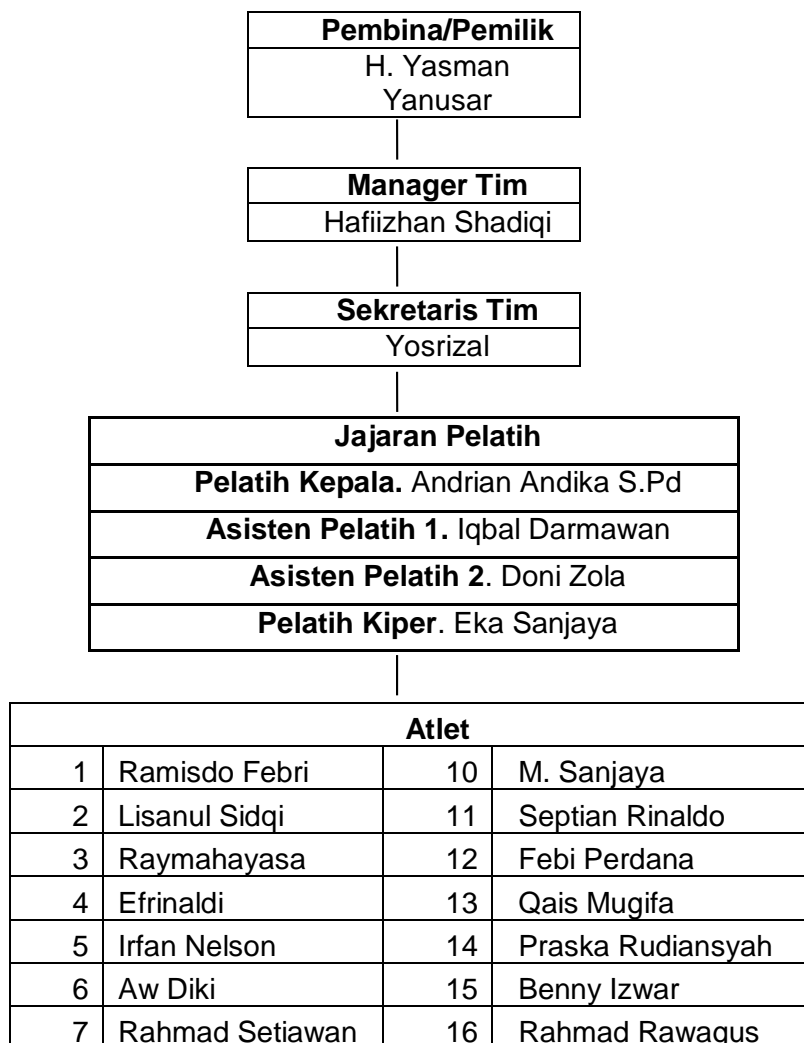 Pembina/Pemilik
H. Yasman
Yanusar
Manager Tim
Hafiizhan Shadiqi
Sekretaris Tim
Yosrizal
Jajaran Pelatih
Pelatih Kepala. Andrian Andika S.Pd
Asisten Pelatih 1. Iqbal Darmawan
Asisten Pelatih 2. Doni Zola
Pelatih Kiper. Eka Sanjaya
Atlet
1 Ramisdo Febri 10 M. Sanjaya
2 Lisanul Sidqi 11 Septian Rinaldo
3 Raymahayasa 12 Febi Perdana
4 Efrinaldi 13 Qais Mugifa
5 Irfan Nelson 14 Praska Rudiansyah
6 Aw Diki 15 Benny Izwar
7 Rahmad Setiawan 16 Rahmad Rawagus